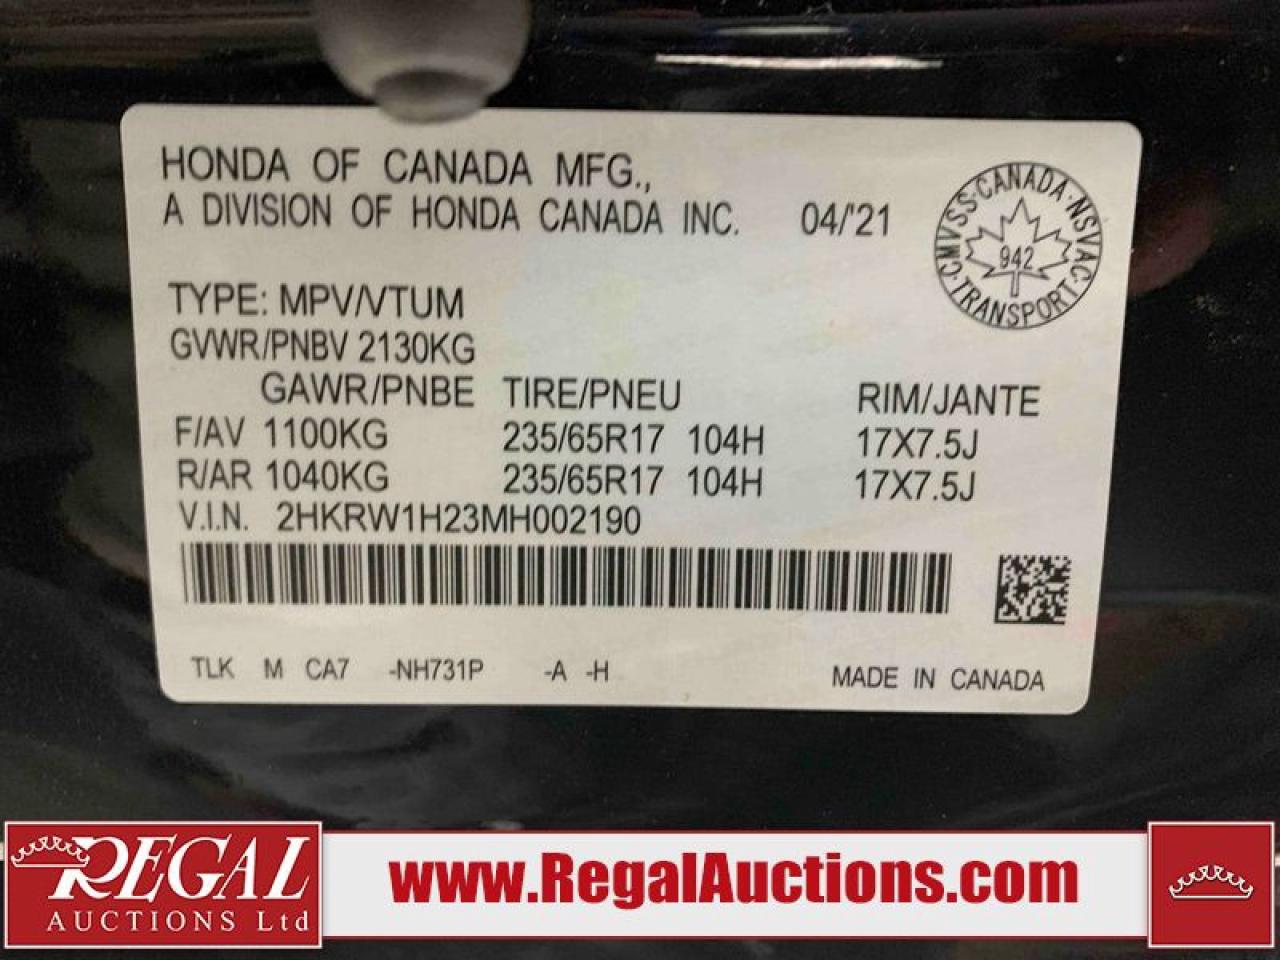 HONDA OF CANADA MFG.,
A DIVISION OF HONDA CANADA INC. 04/'21
CMVSS·CANADA·NSVAC·TRANSPORT·
942
TYPE: MPV/VTUM
GVWR/PNBV 2130KG
GAWR/PNBE TIRE/PNEU RIM/JANTE
F/AV 1100KG 235/65R17 104H 17X7.5J
R/AR 1040KG 235/65R17 104H 17X7.5J
V.I.N. 2HKRW1H23MH002190
TLK M CA7 -NH731P -A -H MADE IN CANADA
REGAL
AUCTIONS Ltd
www.RegalAuctions.com